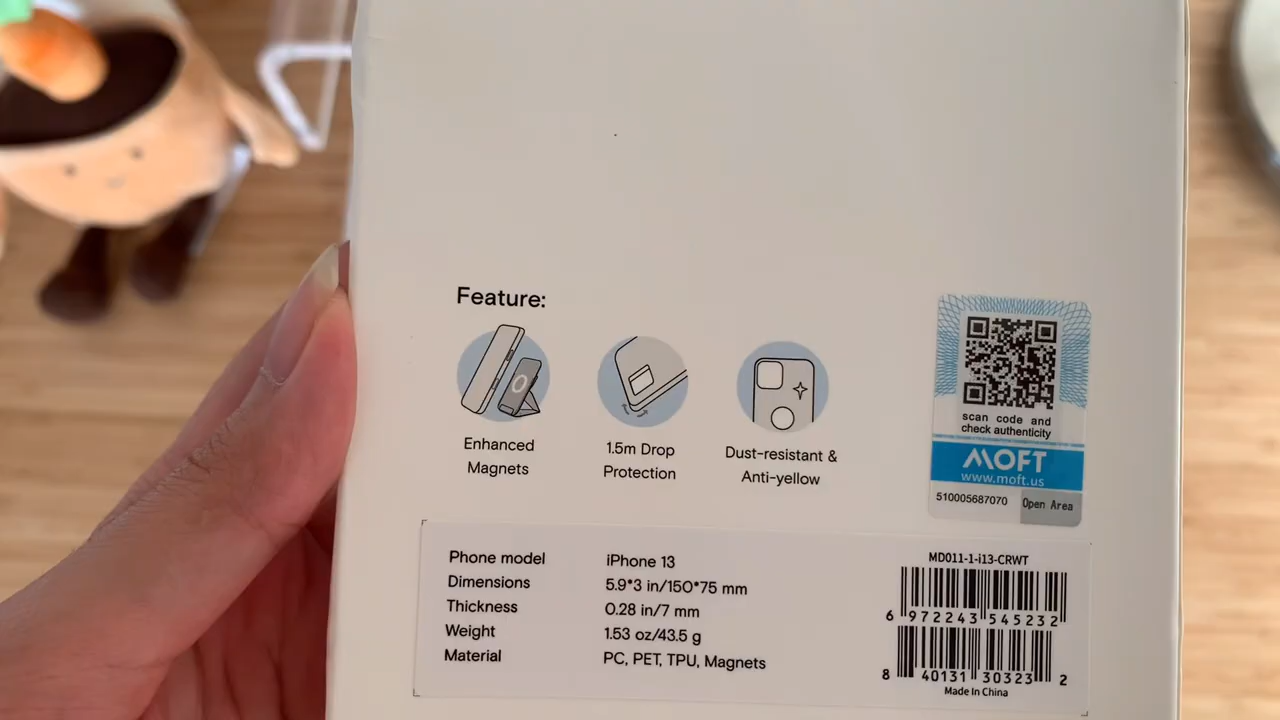 Feature:
Enhanced
Magnets
1.5m Drop
Protection
Dust-resistant &
Anti-yellow
scan code and
check authenticity
MOFT
www.moft.us
510005687070
Open Area
Phone model iPhone 13
Dimensions 5.9*3 in/150*75 mm
Thickness 0.28 in/7 mm
Weight 1.53 oz/43.5 g
Material PC, PET, TPU, Magnets
MD011-1-i13-CRWT
6 972243 545232
8 40131 30323 2
Made In China